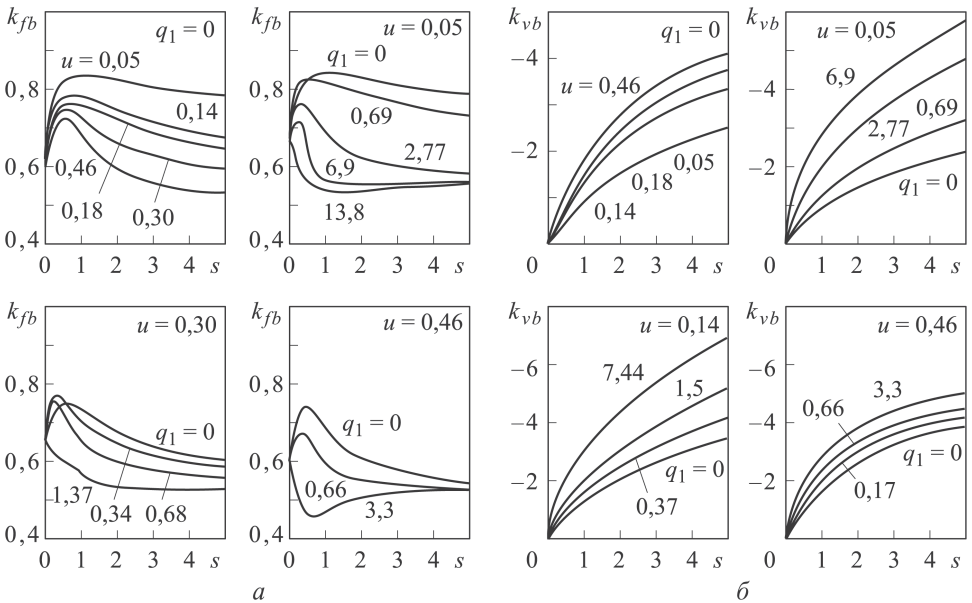 k_fb q₁ = 0
u = 0,05
0,8
0,14
0,6
0,46
0,18 0,30
0,4
0 1 2 3 4 s
k_fb u = 0,05
q₁ = 0
0,8
0,69
2,77
0,6
6,9
13,8
0,4
0 1 2 3 4 s
k_vb q₁ = 0
−4
u = 0,46
−2
0,05
0,18
0,14
0 1 2 3 4 s
k_vb u = 0,05
6,9
−4
0,69
2,77
−2
q₁ = 0
0 1 2 3 4 s
k_fb u = 0,30
0,8
q₁ = 0
0,6
1,37
0,34 0,68
0,4
0 1 2 3 4 s
k_fb u = 0,46
0,8
q₁ = 0
0,6
0,66
3,3
0,4
0 1 2 3 4 s
k_vb u = 0,14
−6
7,44
1,5
−4
−2
q₁ = 0
0,37
0 1 2 3 4 s
k_vb u = 0,46
−6
3,3
0,66
−4
q₁ = 0
−2
0,17
0 1 2 3 4 s
а б